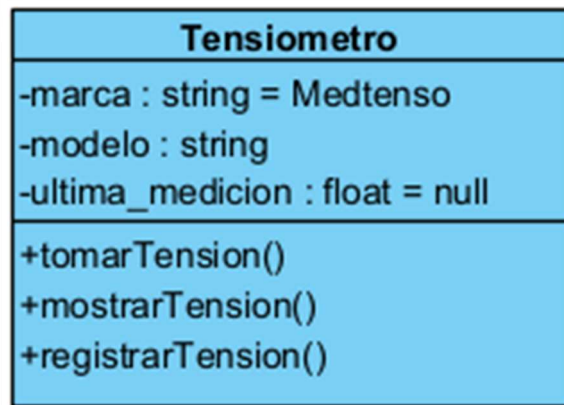 Tensiometro
-marca : string = Medtenso
-modelo : string
-ultima_medicion : float = null
+tomarTension()
+mostrarTension()
+registrarTension()